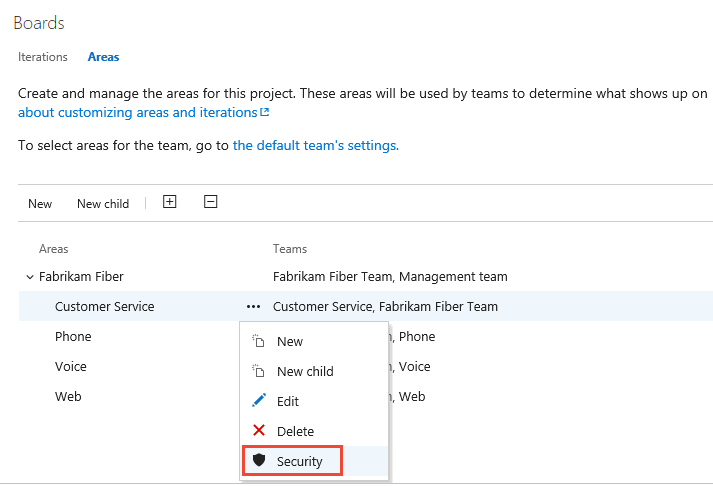 Boards
Iterations Areas
Create and manage the areas for this project. These areas will be used by teams to determine what shows up on
about customizing areas and iterations
To select areas for the team, go to the default team's settings.
New New child
Areas Teams
Fabrikam Fiber Fabrikam Fiber Team, Management team
Customer Service ••• Customer Service, Fabrikam Fiber Team
Phone , Phone
Voice , Voice
Web , Web
New
New child
Edit
Delete
Security